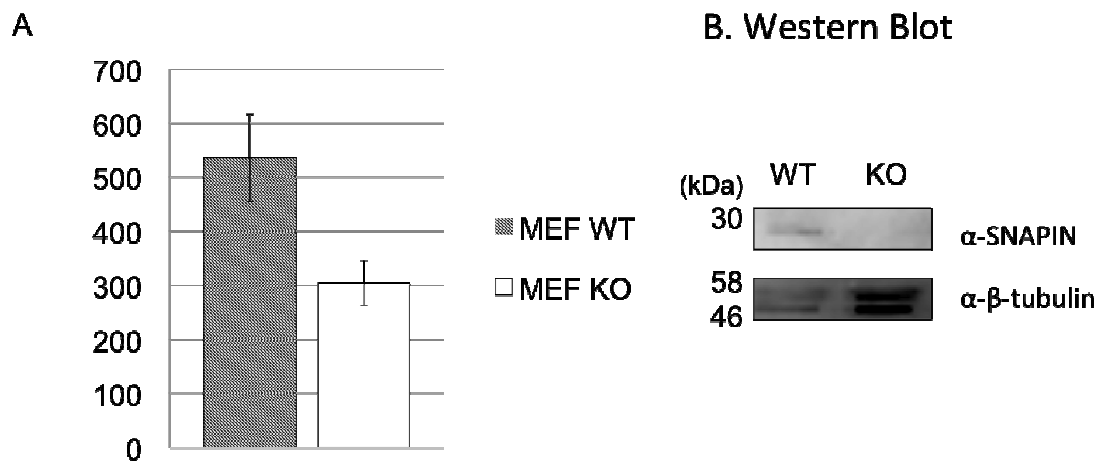 A
700
600
500
400
300
200
100
0
MEF WT
MEF KO
B. Western Blot
(kDa) WT KO
30
α-SNAPIN
58
46
α-β-tubulin